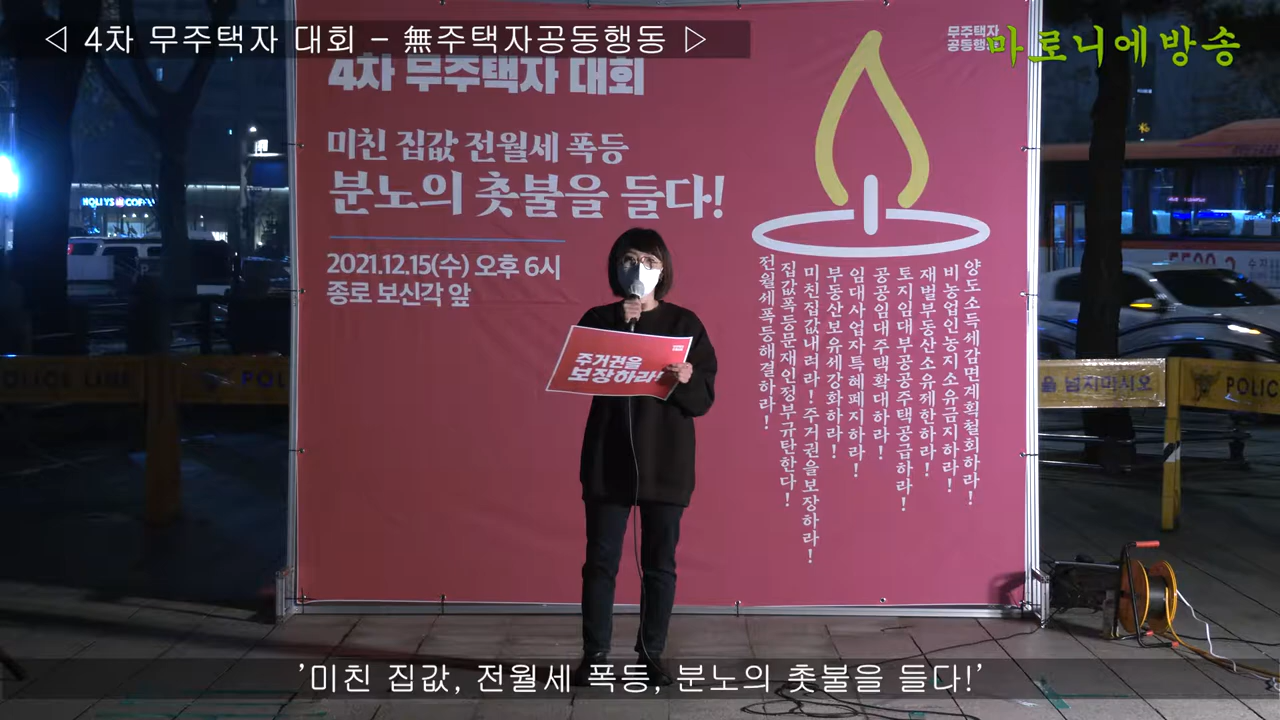 ◁ 4차 무주택자 대회 - 無주택자공동행동 ▷
무주택자
공동행동
마로니에방송
4차 무주택자 대회
미친 집값 전월세 폭등
분노의 촛불을 들다!
2021.12.15(수) 오후 6시
종로 보신각 앞
양도소득세감면계획철회하라!
비농업인농지소유금지하라!
재벌부동산소유제한하라!
토지임대부공공주택공급하라!
공공임대주택확대하라!
임대사업자특혜폐지하라!
부동산보유세강화하라!
미친집값내려라!주거권을보장하라!
집값폭등문재인정부규탄한다!
전월세폭등해결하라!
주거권을
보장하라!
HOLLYS COFFEE
POLICE LINE
POL
을 넘지마시오
POLIC
'미친 집값, 전월세 폭등, 분노의 촛불을 들다!'